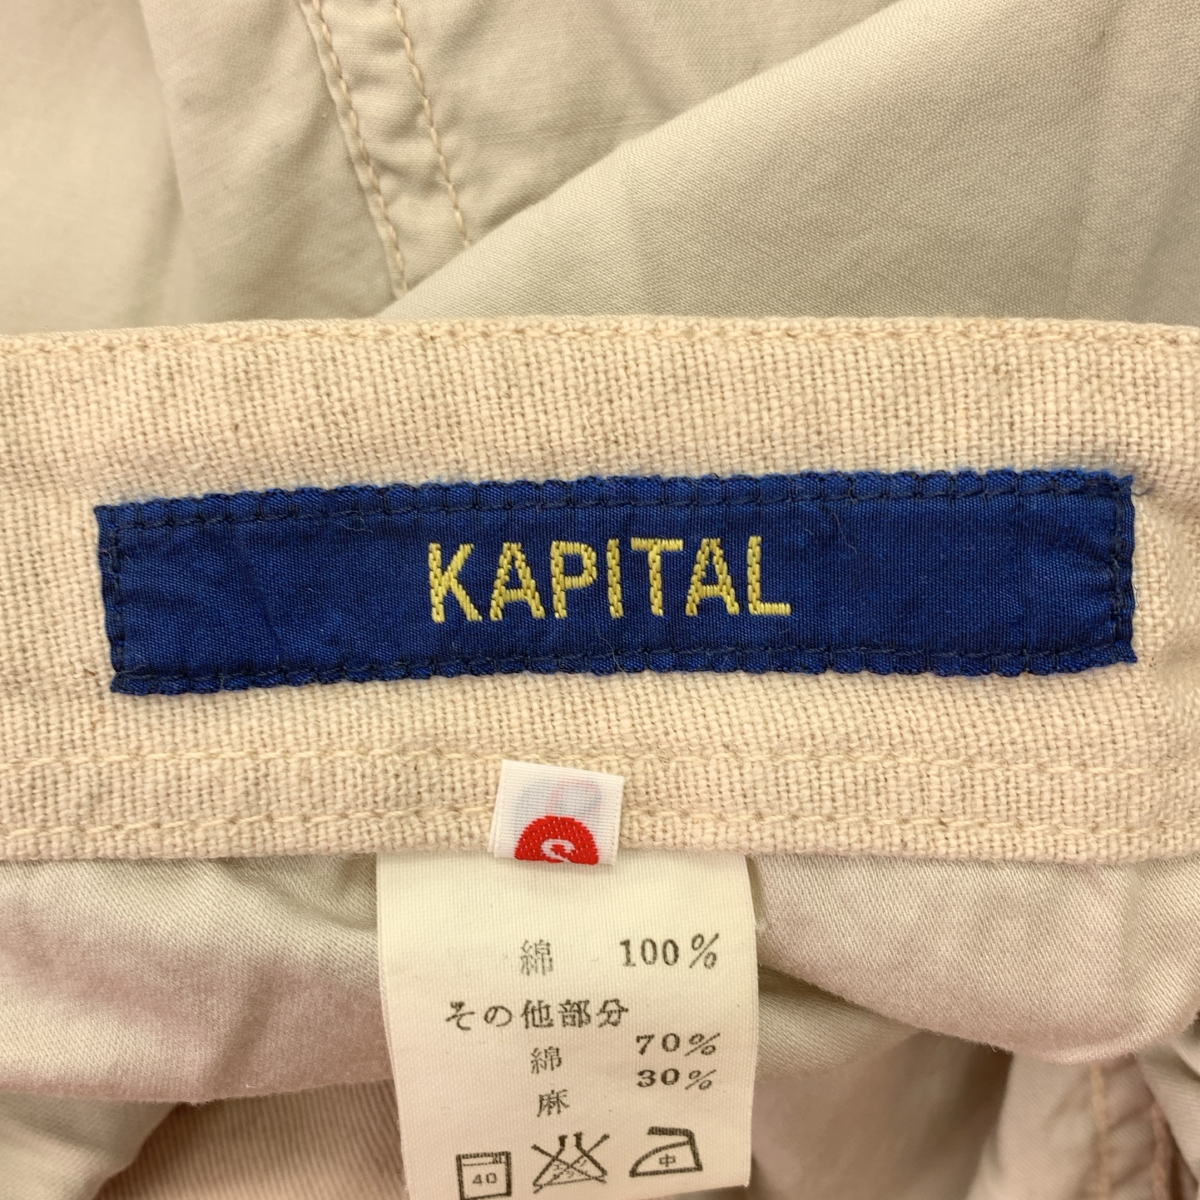 KAPITAL
S
綿 100%
その他部分
綿 70%
麻 30%
40 中